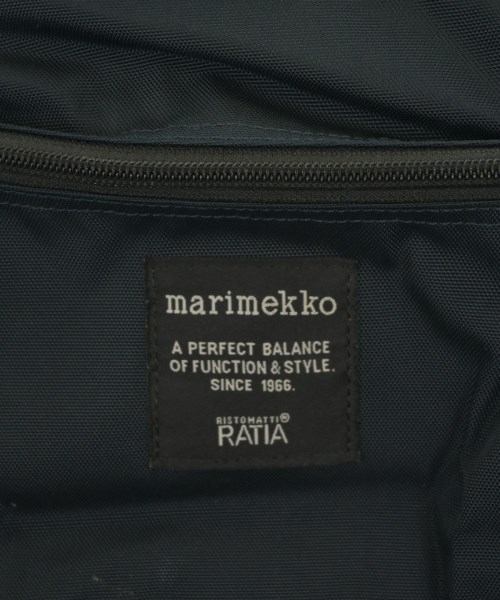 marimekko
A PERFECT BALANCE
OF FUNCTION & STYLE.
SINCE 1966.
RISTOMATTI®
RATIA